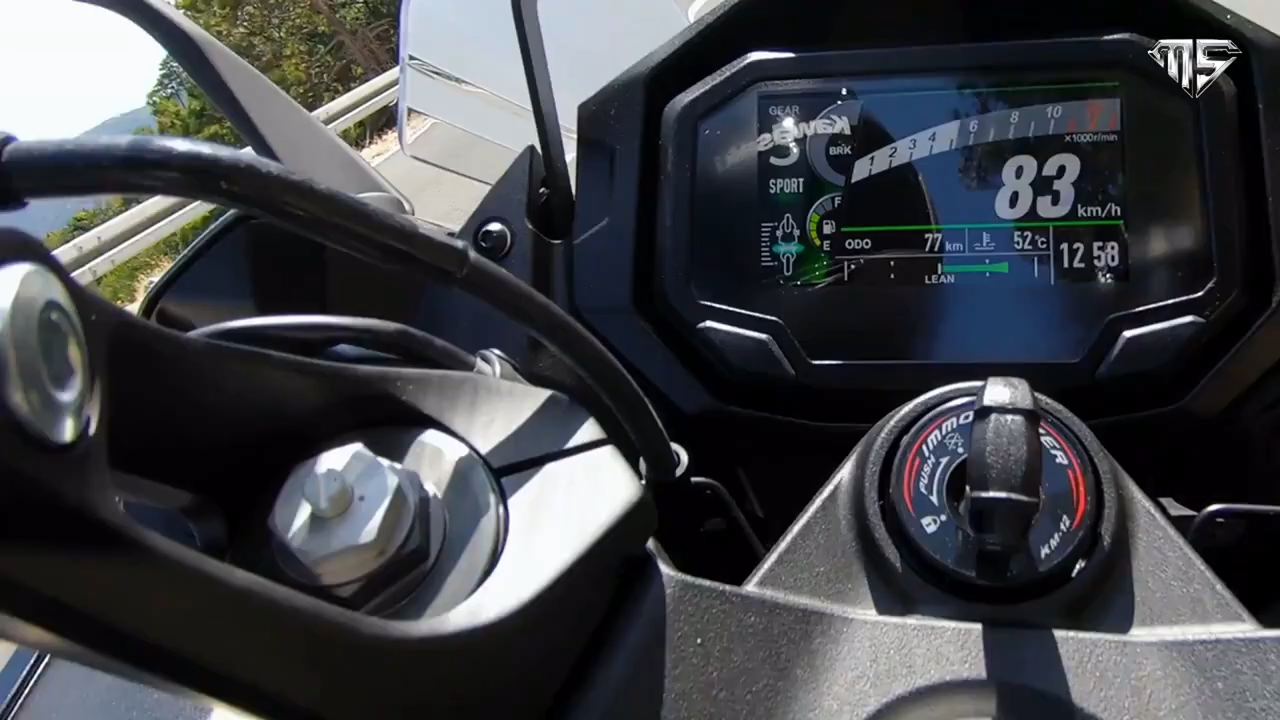 MS
GEAR
SPORT
BRK
F
E
1 2 3 4 6 8 10
×1000r/min
83 km/h
ODO 77 km 52 °C
12 58
LEAN
PUSH
KM-12